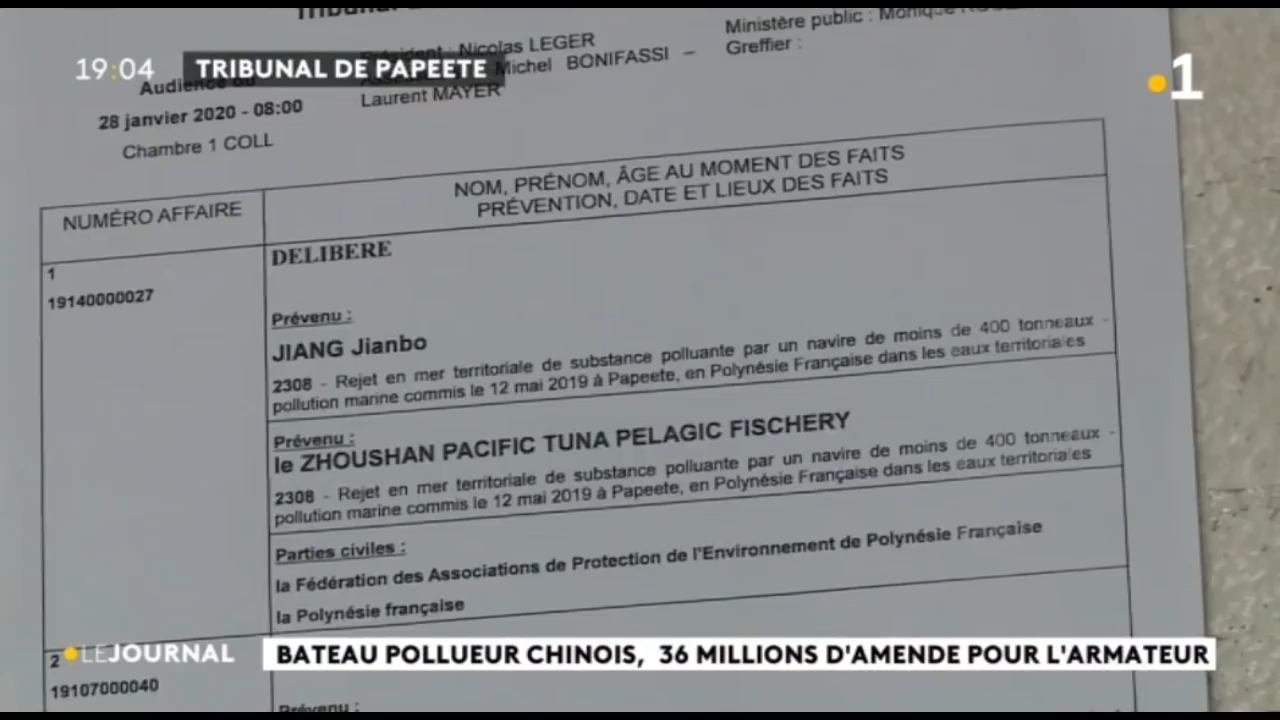 Tribunal
Ministère public :
Président : Nicolas LEGER
Greffier :
19:04 TRIBUNAL DE PAPEETE
Michel BONIFASSI –
1
Audience du
Laurent MAYER
28 janvier 2020 - 08:00
Chambre 1 COLL
NUMÉRO AFFAIRE
NOM, PRÉNOM, ÂGE AU MOMENT DES FAITS
PRÉVENTION, DATE ET LIEUX DES FAITS
1
DELIBERE
19140000027
Prévenu :
JIANG Jianbo
2308 - Rejet en mer territoriale de substance polluante par un navire de moins de 400 tonneaux -
pollution marine commis le 12 mai 2019 à Papeete, en Polynésie Française dans les eaux territoriales
Prévenu :
le ZHOUSHAN PACIFIC TUNA PELAGIC FISCHERY
2308 - Rejet en mer territoriale de substance polluante par un navire de moins de 400 tonneaux -
pollution marine commis le 12 mai 2019 à Papeete, en Polynésie Française dans les eaux territoriales
Parties civiles :
la Fédération des Associations de Protection de l'Environnement de Polynésie Française
la Polynésie française
2
LEJOURNAL
BATEAU POLLUEUR CHINOIS, 36 MILLIONS D'AMENDE POUR L'ARMATEUR
19107000040
Prévenu :